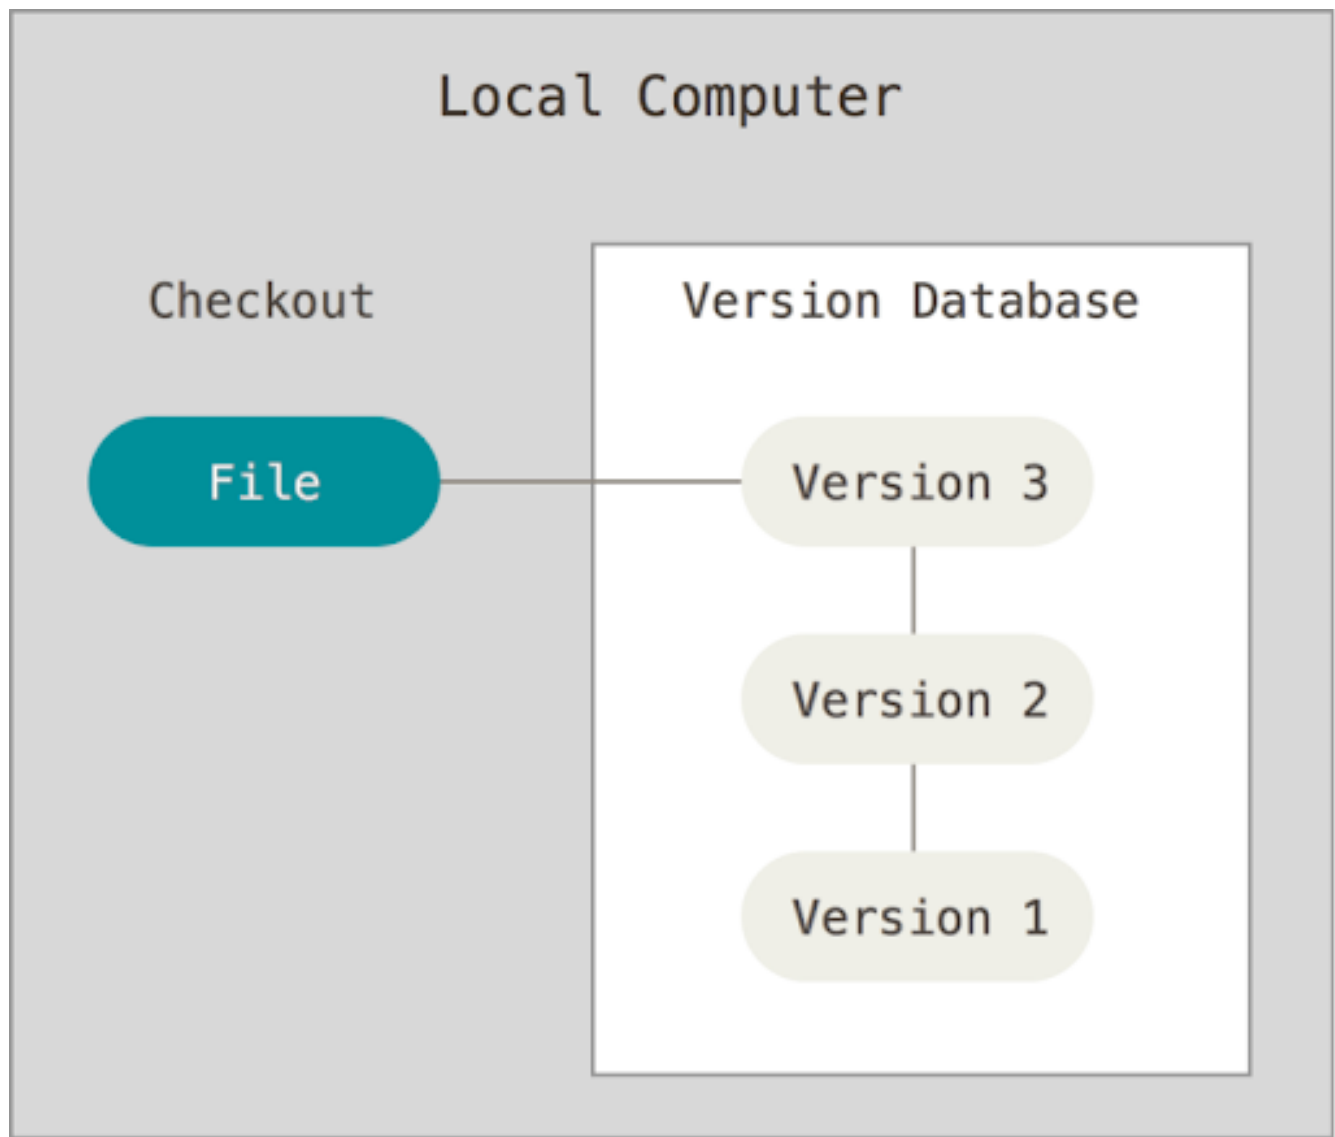 Local Computer
Checkout
Version Database
File
Version 3
Version 2
Version 1